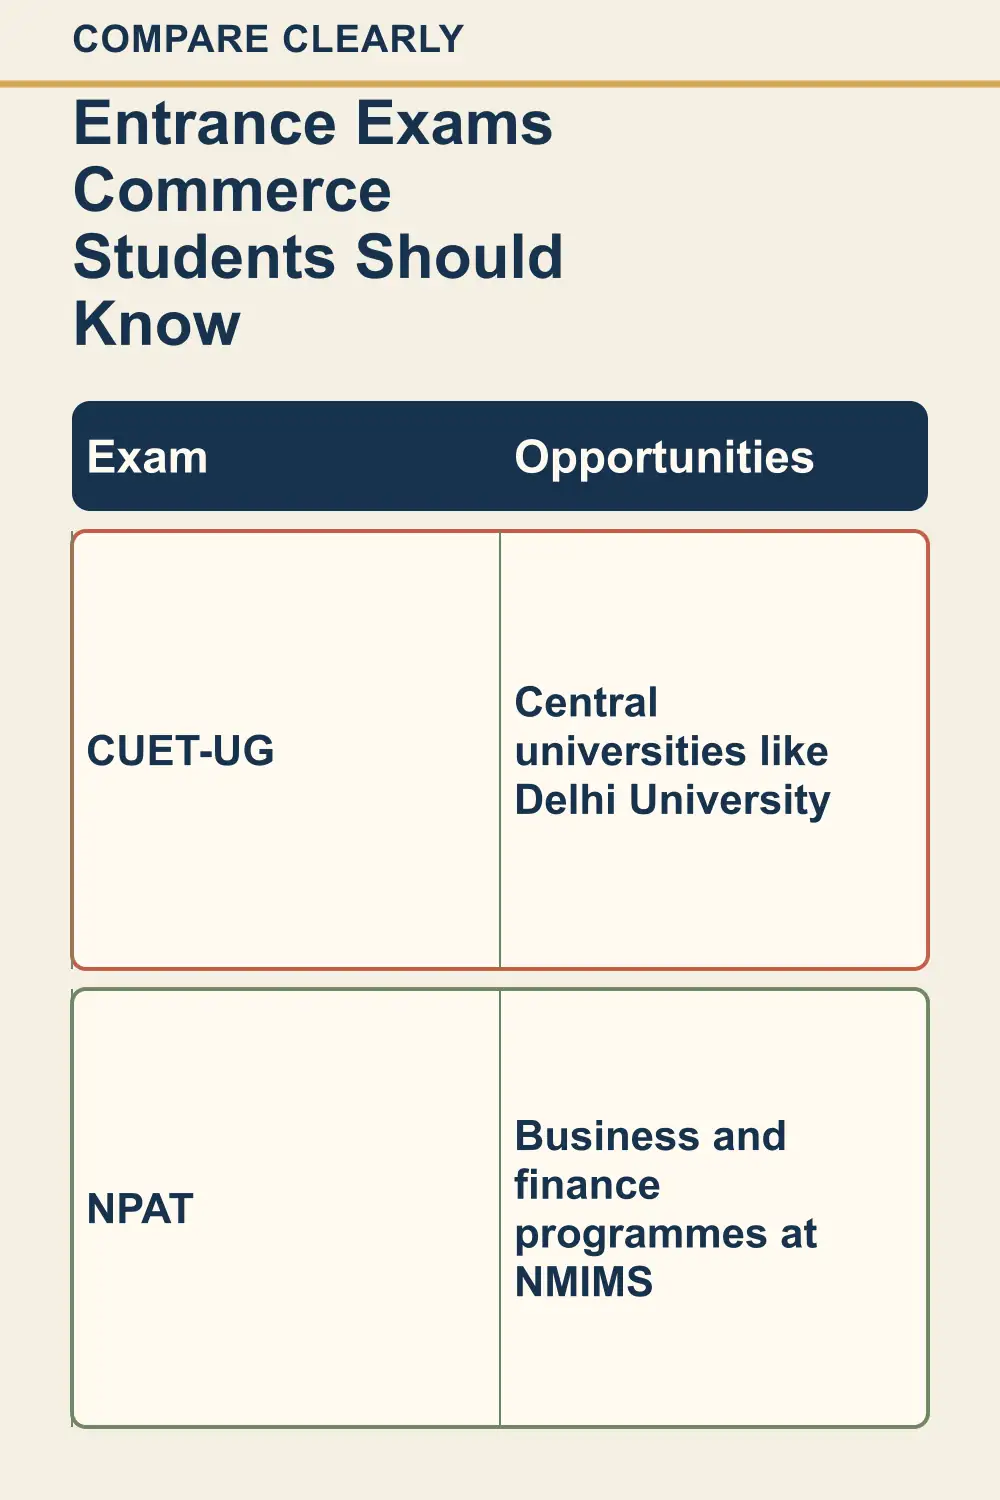 COMPARE CLEARLY
Entrance Exams
Commerce
Students Should
Know
Exam
Opportunities
CUET-UG
Central
universities like
Delhi University
NPAT
Business and
finance
programmes at
NMIMS